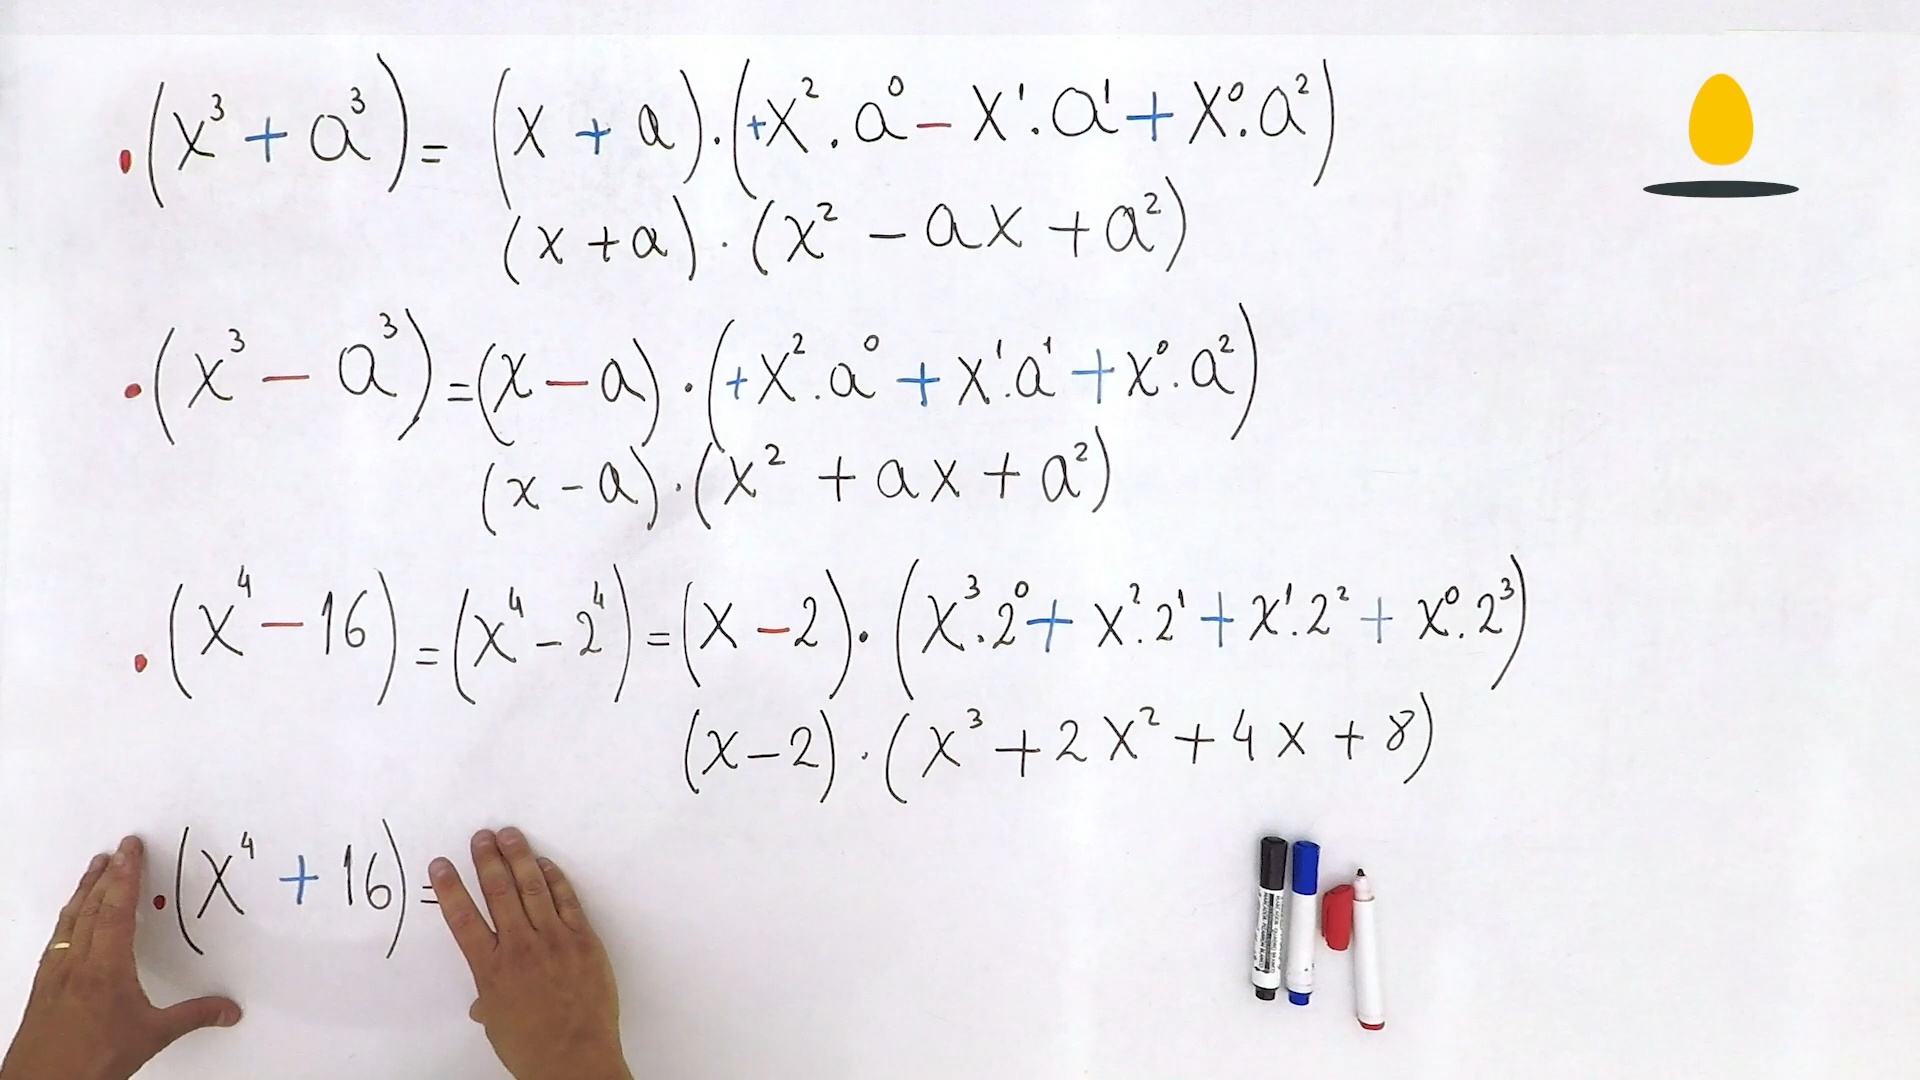 (x³ + a³) = (x + a) . (+x² . a⁰ - x¹ . a¹ + x⁰ . a²)
(x + a) . (x² - ax + a²)
(x³ - a³) = (x - a) . (+x² . a⁰ + x¹ . a¹ + x⁰ . a²)
(x - a) . (x² + ax + a²)
(x⁴ - 16) = (x⁴ - 2⁴) = (x - 2) . (x³ . 2⁰ + x² . 2¹ + x¹ . 2² + x⁰ . 2³)
(x - 2) . (x³ + 2x² + 4x + 8)
(x⁴ + 16) =